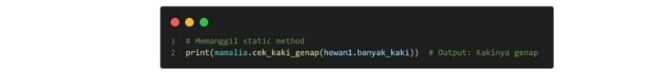 1 # Memanggil static method
2 print(mamalia.cek_kaki_genap(hewan1.banyak_kaki)) # Output: Kakinya genap